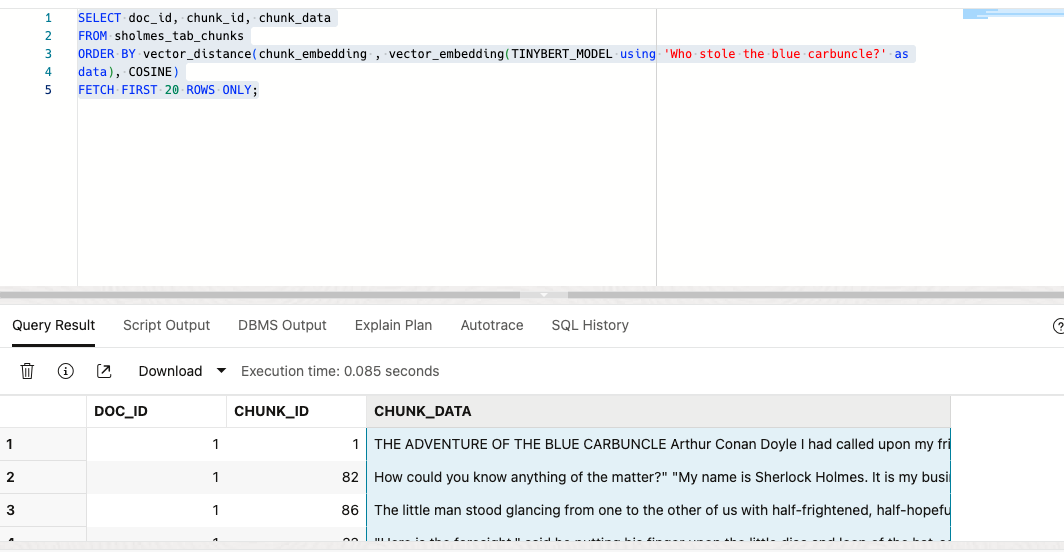 1 SELECT doc_id, chunk_id, chunk_data
2 FROM sholmes_tab_chunks
3 ORDER BY vector_distance(chunk_embedding , vector_embedding(TINYBERT_MODEL using 'Who stole the blue carbuncle?' as
4 data), COSINE)
5 FETCH FIRST 20 ROWS ONLY;
Query Result Script Output DBMS Output Explain Plan Autotrace SQL History
Download Execution time: 0.085 seconds
DOC_ID CHUNK_ID CHUNK_DATA
1 1 1 THE ADVENTURE OF THE BLUE CARBUNCLE Arthur Conan Doyle I had called upon my fri
2 1 82 How could you know anything of the matter?" "My name is Sherlock Holmes. It is my busi
3 1 86 The little man stood glancing from one to the other of us with half-frightened, half-hopefu